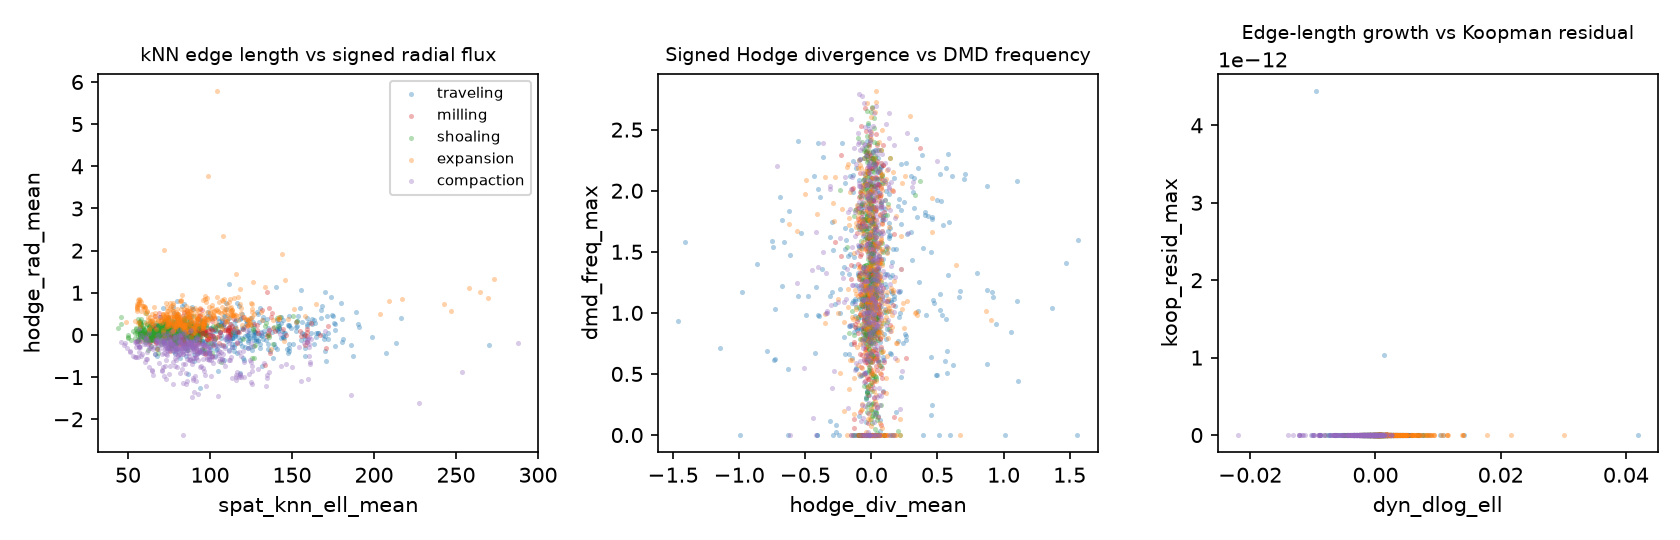 kNN edge length vs signed radial flux
6
5
4
3
2
1
0
−1
−2
hodge_rad_mean
traveling
milling
shoaling
expansion
compaction
50 100 150 200 250 300
spat_knn_ell_mean
Signed Hodge divergence vs DMD frequency
2.5
2.0
1.5
1.0
0.5
0.0
dmd_freq_max
−1.5 −1.0 −0.5 0.0 0.5 1.0 1.5
hodge_div_mean
Edge-length growth vs Koopman residual
1e−12
4
3
2
1
0
koop_resid_max
−0.02 0.00 0.02 0.04
dyn_dlog_ell